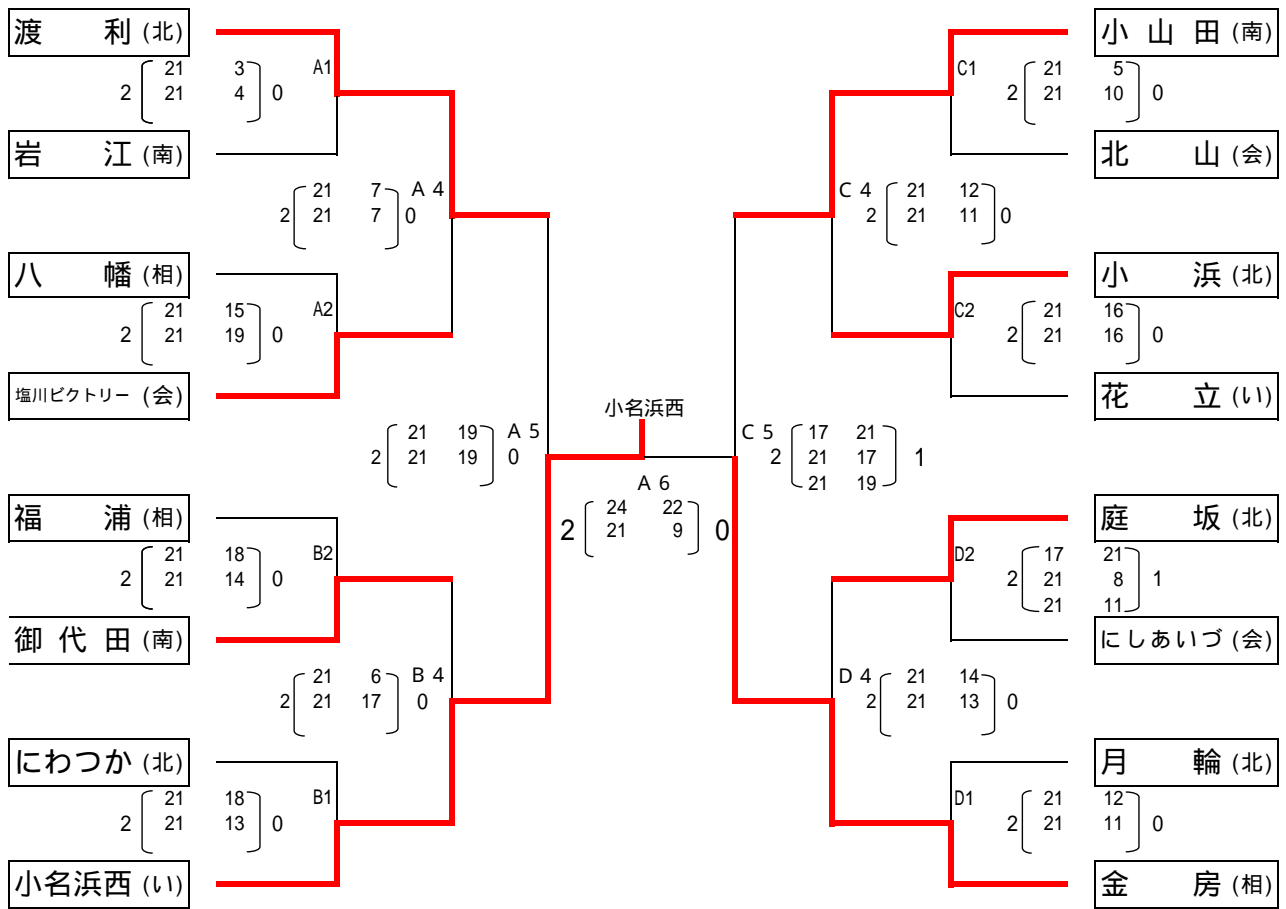 渡 利 (北)
21 3 A1
2 21 4 0
岩 江 (南)
21 7 A 4
2 21 7 0
八 幡 (相)
21 15 A2
2 21 19 0
塩川ビクトリー (会)
21 19 A 5
2 21 19 0
福 浦 (相)
21 18 B2
2 21 14 0
御 代 田 (南)
21 6 B 4
2 21 17 0
にわつか (北)
21 18 B1
2 21 13 0
小名浜西 (い)
小名浜西
A 6
24 22
2 21 9 0
小 山 田 (南)
C1 21 5
2 21 10 0
北 山 (会)
C 4 21 12
2 21 11 0
小 浜 (北)
C2 21 16
2 21 16 0
花 立 (い)
C 5 17 21
2 21 17 1
21 19
庭 坂 (北)
D2 17 21
2 21 8 1
21 11
にしあいづ (会)
D 4 21 14
2 21 13 0
月 輪 (北)
D1 21 12
2 21 11 0
金 房 (相)